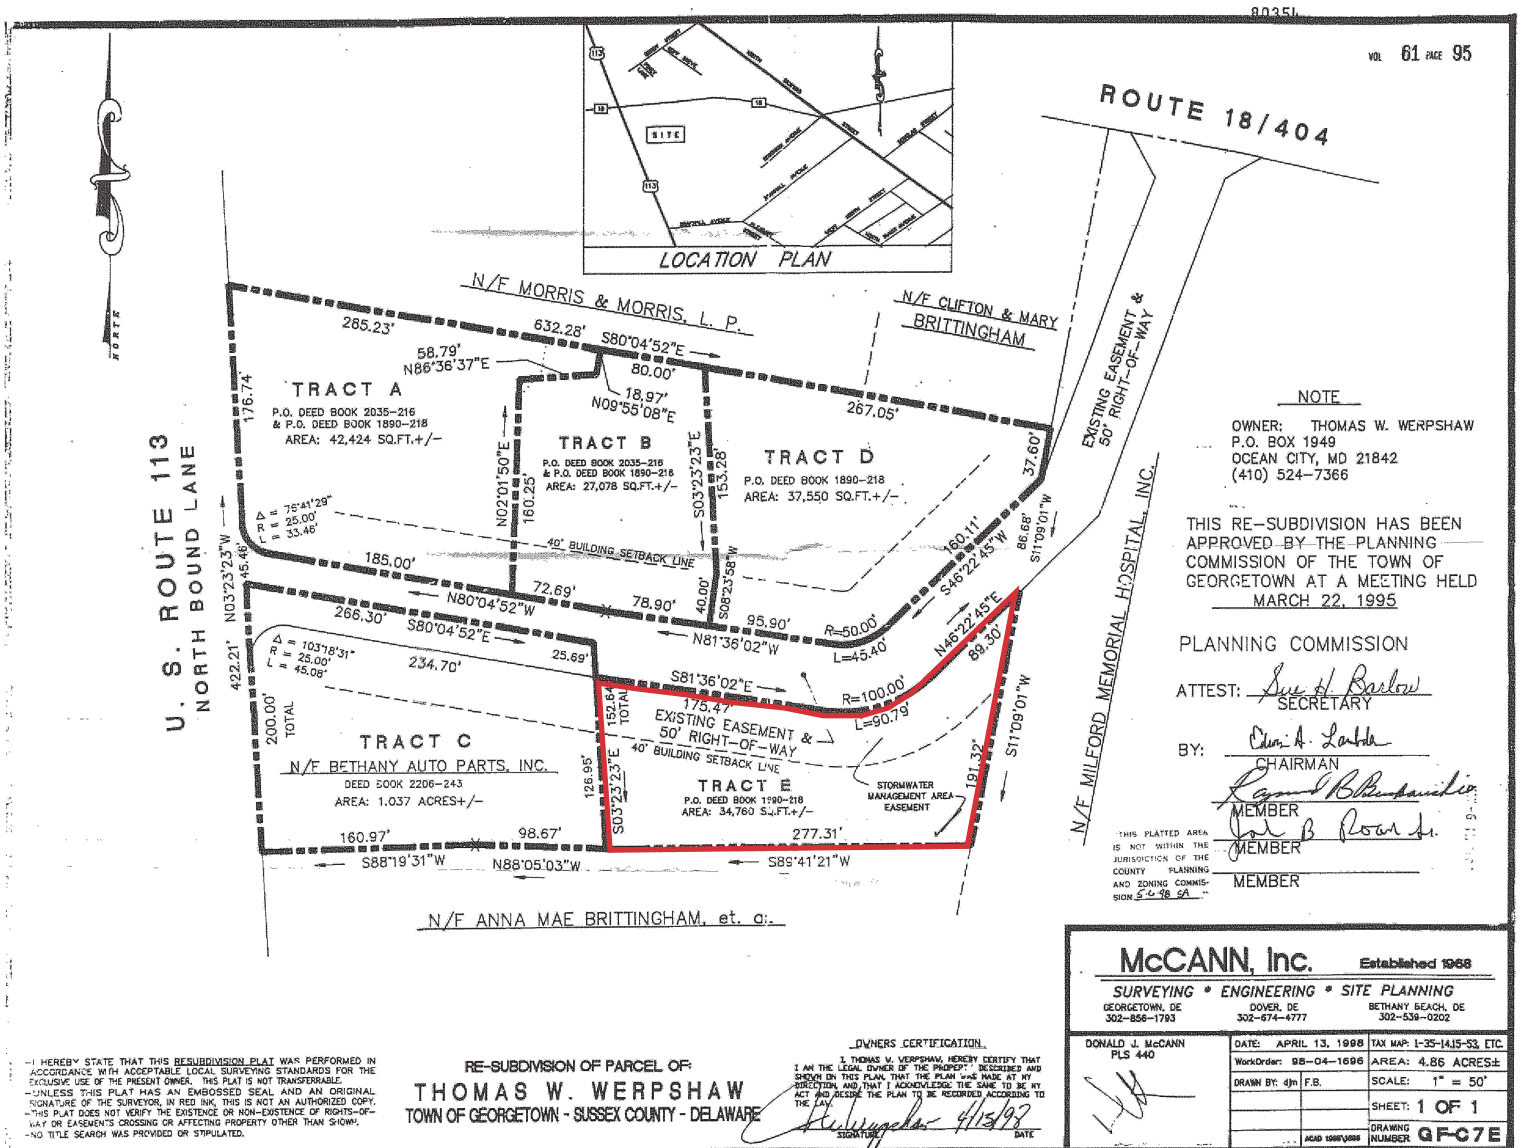 80351
VOL 61 PAGE 95
NORTH
SITE
113
18
18
113
LOCATION PLAN
ROUTE 18/404
N/F MORRIS & MORRIS, L. P.
N/F CLIFTON & MARY
BRITTINGHAM
EXISTING EASEMENT &
50' RIGHT-OF-WAY
285.23'
632.28'
S80°04'52"E
80.00'
58.79'
N86°36'37"E
18.97'
N09°55'08"E
267.05'
37.60'
176.74'
TRACT A
P.O. DEED BOOK 2035-216
& P.O. DEED BOOK 1890-218
AREA: 42,424 SQ.FT.+/-
N02°01'50"E
160.25'
TRACT B
P.O. DEED BOOK 2035-216
& P.O. DEED BOOK 1890-218
AREA: 27,078 SQ.FT.+/-
S03°23'23"E
153.28'
TRACT D
P.O. DEED BOOK 1890-218
AREA: 37,550 SQ.FT.+/-
U. S. ROUTE 113
NORTH BOUND LANE
Δ = 76°41'29"
R = 25.00'
L = 33.46'
40' BUILDING SETBACK LINE
160.11'
S46°22'45"W
86.68'
S11°09'01"W
185.00'
N80°04'52"W
72.69'
78.90'
40.00'
S08°23'58"W
N81°36'02"W
95.90'
R=50.00'
L=45.40'
N46°22'45"E
89.30'
45.46'
N03°23'23"W
422.21'
266.30'
S80°04'52"E
25.69'
Δ = 103°18'31"
R = 25.00'
L = 45.08'
234.70'
200.00'
TOTAL
152.64'
TOTAL
S81°36'02"E
175.47'
R=100.00'
L=90.79'
EXISTING EASEMENT &
50' RIGHT-OF-WAY
40' BUILDING SETBACK LINE
S11°09'01"W
191.32'
TRACT C
N/F BETHANY AUTO PARTS, INC.
DEED BOOK 2206-243
AREA: 1.037 ACRES+/-
126.95'
S03°23'23"E
TRACT E
P.O. DEED BOOK 1990-218
AREA: 34,760 SQ.FT.+/-
STORMWATER
MANAGEMENT AREA
EASEMENT
160.97'
98.67'
277.31'
S88°19'31"W
N88°05'03"W
S89°41'21"W
N/F ANNA MAE BRITTINGHAM, et. al.
N/F MILFORD MEMORIAL HOSPITAL, INC.
NOTE
OWNER: THOMAS W. WERPSHAW
P.O. BOX 1949
OCEAN CITY, MD 21842
(410) 524-7366
THIS RE-SUBDIVISION HAS BEEN
APPROVED BY THE PLANNING
COMMISSION OF THE TOWN OF
GEORGETOWN AT A MEETING HELD
MARCH 22, 1995
PLANNING COMMISSION
ATTEST: Sue H. Barlow
SECRETARY
BY:
CHAIRMAN
MEMBER
MEMBER
MEMBER
"THIS PLATTED AREA
IS NOT WITHIN THE
JURISDICTION OF THE
COUNTY PLANNING
AND ZONING COMMIS-
SION 5-6-98 SA "
McCANN, Inc. Established 1968
SURVEYING * ENGINEERING * SITE PLANNING
GEORGETOWN, DE DOVER, DE BETHANY BEACH, DE
302-856-1793 302-674-4777 302-539-0202
DONALD J. McCANN
PLS 440
DATE: APRIL 13, 1998 TAX MAP: 1-35-14.15-53, ETC.
WorkOrder: 98-04-1696 AREA: 4.86 ACRES±
DRAWN BY: djm F.B. SCALE: 1" = 50'
SHEET: 1 OF 1
DRAWING
NUMBER GF-C7E
-I HEREBY STATE THAT THIS RESUBDIVISION PLAT WAS PERFORMED IN
ACCORDANCE WITH ACCEPTABLE LOCAL SURVEYING STANDARDS FOR THE
EXCLUSIVE USE OF THE PRESENT OWNER. THIS PLAT IS NOT TRANSFERRABLE.
-UNLESS THIS PLAT HAS AN EMBOSSED SEAL AND AN ORIGINAL
SIGNATURE OF THE SURVEYOR, IN RED INK, THIS IS NOT AN AUTHORIZED COPY.
-THIS PLAT DOES NOT VERIFY THE EXISTENCE OR NON-EXISTENCE OF RIGHTS-OF-
WAY OR EASEMENTS CROSSING OR AFFECTING PROPERTY OTHER THAN SHOWN.
-NO TITLE SEARCH WAS PROVIDED OR STIPULATED.
RE-SUBDIVISION OF PARCEL OF:
THOMAS W. WERPSHAW
TOWN OF GEORGETOWN - SUSSEX COUNTY - DELAWARE
OWNERS CERTIFICATION
I, THOMAS W. VERPSHAW, HEREBY CERTIFY THAT
I AM THE LEGAL OWNER OF THE PROPERTY DESCRIBED AND
SHOWN ON THIS PLAN, THAT THE PLAN WAS MADE AT MY
DIRECTION, AND THAT I ACKNOWLEDGE THE SAME TO BE MY
ACT AND DESIRE THE PLAN TO BE RECORDED ACCORDING TO
THE LAW.
4/15/98
SIGNATURE DATE